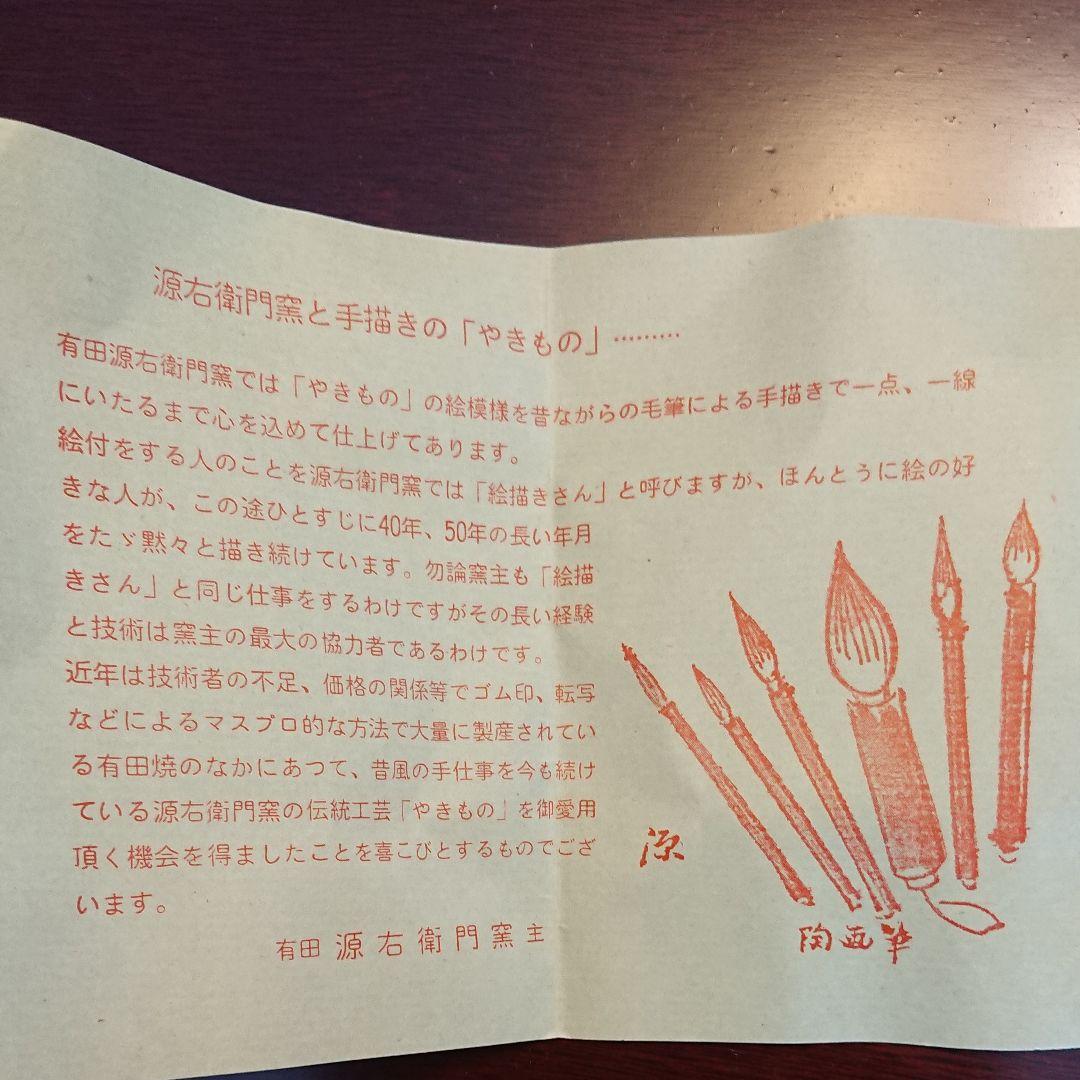 源右衛門窯と手描きの「やきもの」………
有田源右衛門窯では「やきもの」の絵模様を昔ながらの毛筆による手描きで一点、一線
にいたるまで心を込めて仕上げてあります。
絵付をする人のことを源右衛門窯では「絵描きさん」と呼びますが、ほんとうに絵の好
きな人が、この途ひとすじに40年、50年の長い年月
をたゞ黙々と描き続けています。勿論窯主も「絵描
きさん」と同じ仕事をするわけですがその長い経験
と技術は窯主の最大の協力者であるわけです。
近年は技術者の不足、価格の関係等でゴム印、転写
などによるマスプロ的な方法で大量に製産されてい
る有田焼のなかにあつて、昔風の手仕事を今も続け
ている源右衛門窯の伝統工芸「やきもの」を御愛用
頂く機会を得ましたことを喜こびとするものでござ
います。
有田 源右衛門窯主
源
陶画筆